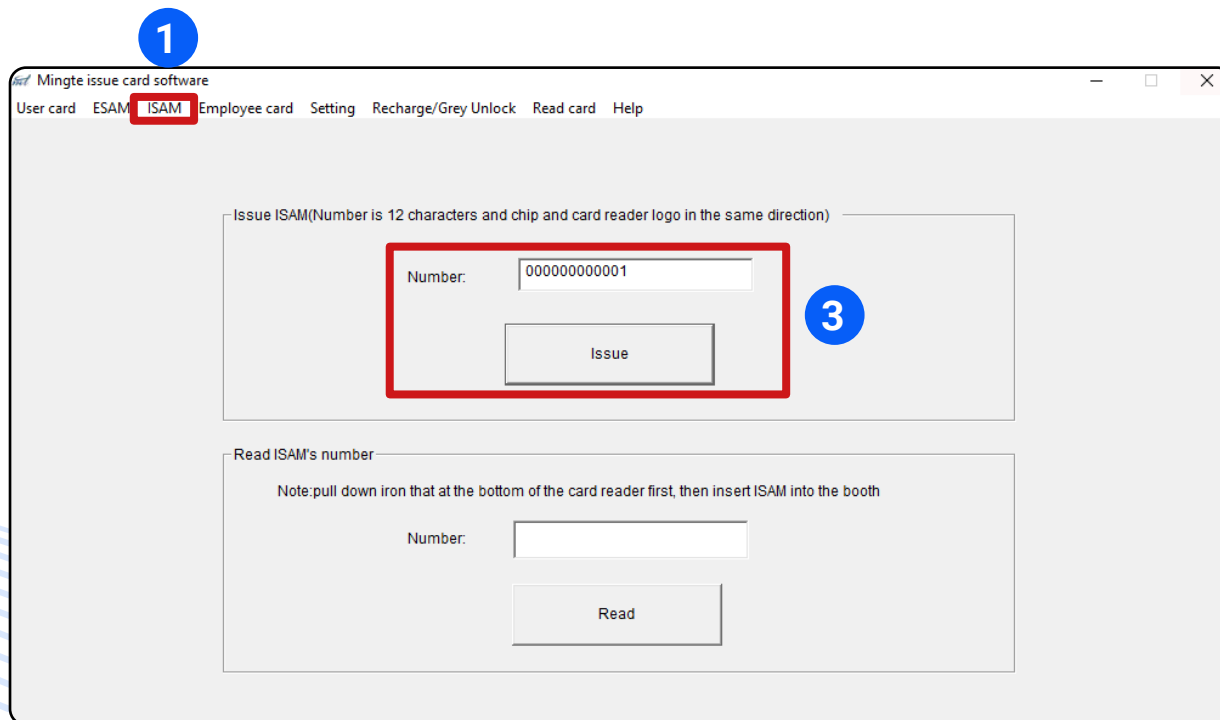 1
Mingte issue card software
User card ESAM ISAM Employee card Setting Recharge/Grey Unlock Read card Help
Issue ISAM(Number is 12 characters and chip and card reader logo in the same direction)
Number: 000000000001
3
Issue
Read ISAM's number
Note:pull down iron that at the bottom of the card reader first, then insert ISAM into the booth
Number:
Read